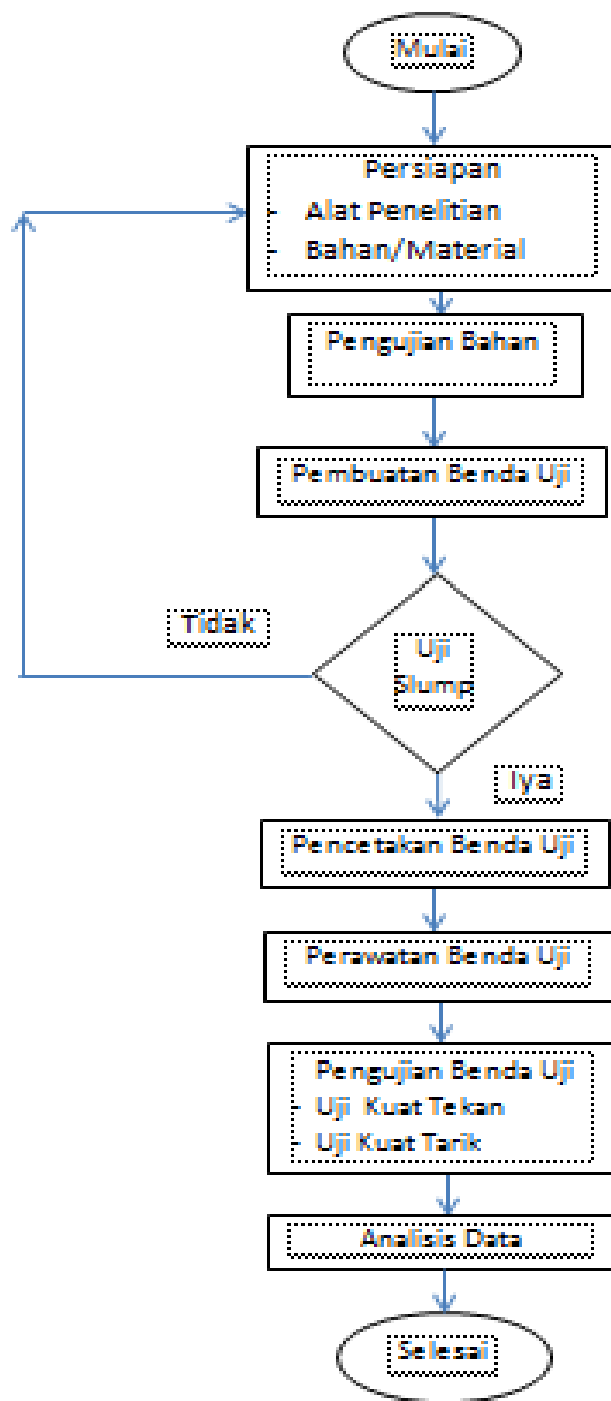 Mulai
Persiapan
- Alat Penelitian
- Bahan/Material
Pengujian Bahan
Pembuatan Benda Uji
Tidak
Uji
Slump
Iya
Pencetakan Benda Uji
Perawatan Benda Uji
Pengujian Benda Uji
- Uji Kuat Tekan
- Uji Kuat Tarik
Analisis Data
Selesai